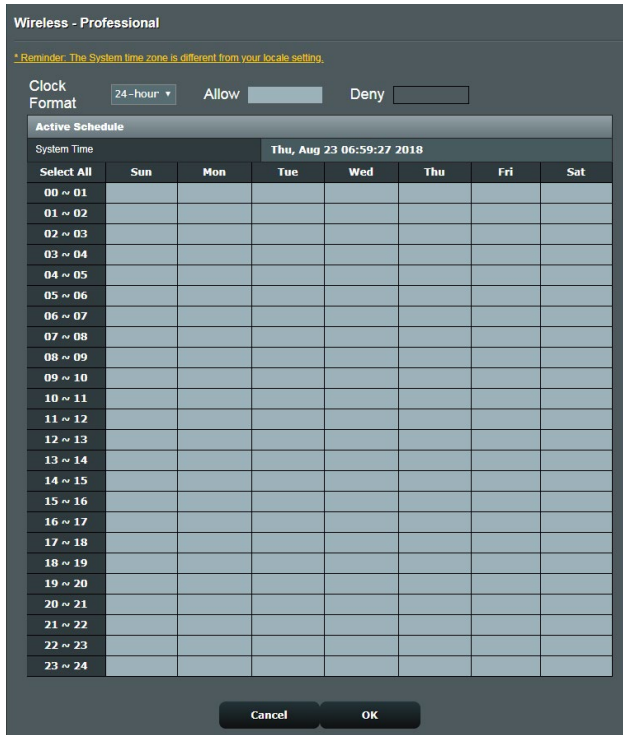 Wireless - Professional
* Reminder: The System time zone is different from your locale setting.
Clock Format 24-hour Allow Deny
Active Schedule
System Time Thu, Aug 23 06:59:27 2018
Select All Sun Mon Tue Wed Thu Fri Sat
00 ~ 01
01 ~ 02
02 ~ 03
03 ~ 04
04 ~ 05
05 ~ 06
06 ~ 07
07 ~ 08
08 ~ 09
09 ~ 10
10 ~ 11
11 ~ 12
12 ~ 13
13 ~ 14
14 ~ 15
15 ~ 16
16 ~ 17
17 ~ 18
18 ~ 19
19 ~ 20
20 ~ 21
21 ~ 22
22 ~ 23
23 ~ 24
Cancel OK